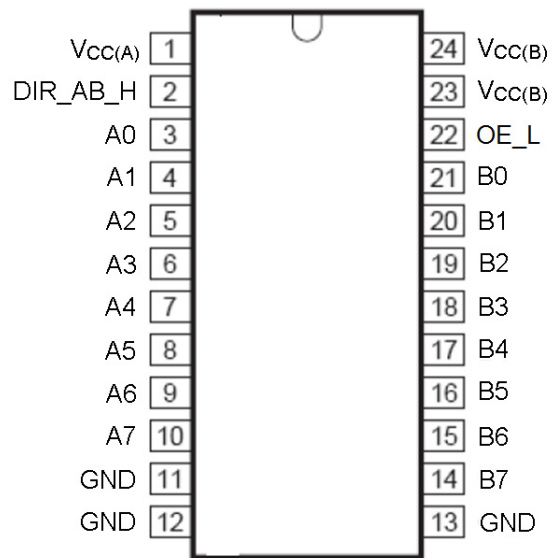 VCC(A) 1 24 VCC(B)
DIR_AB_H 2 23 VCC(B)
A0 3 22 OE_L
A1 4 21 B0
A2 5 20 B1
A3 6 19 B2
A4 7 18 B3
A5 8 17 B4
A6 9 16 B5
A7 10 15 B6
GND 11 14 B7
GND 12 13 GND